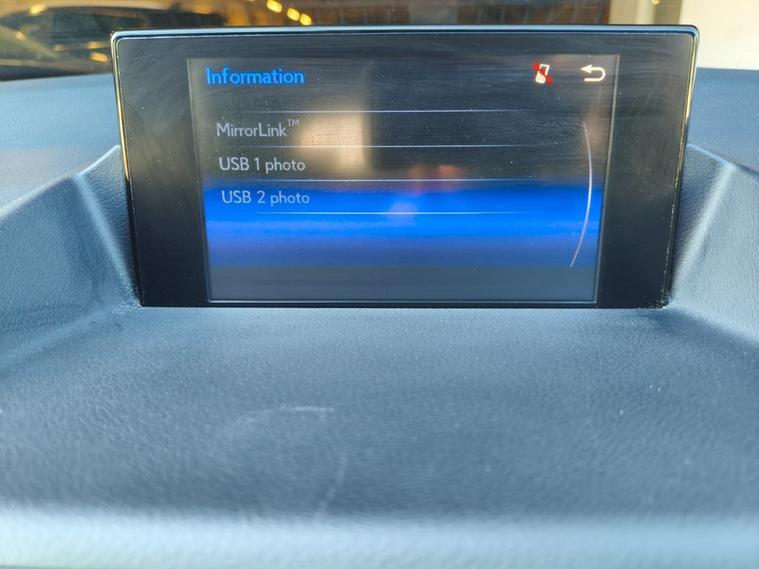 Information
MirrorLink™
USB 1 photo
USB 2 photo